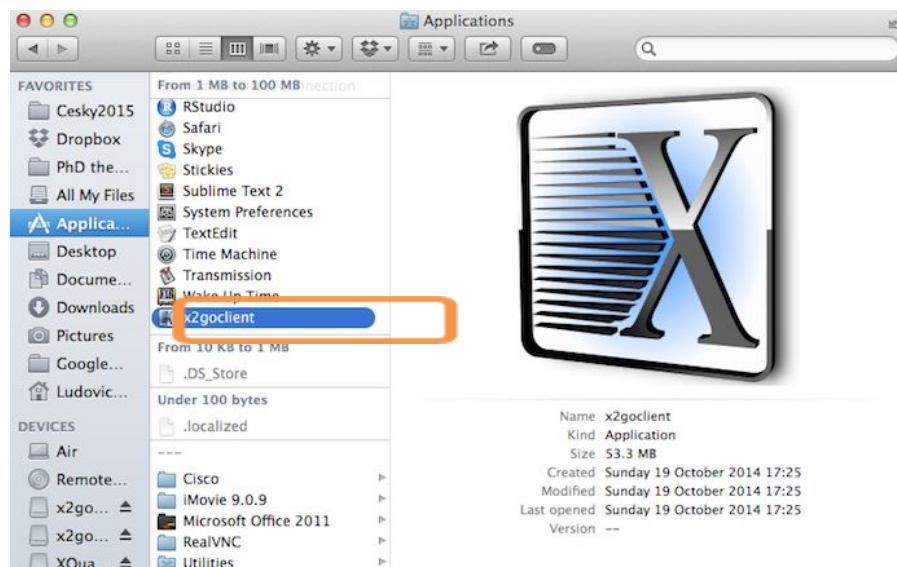 Applications
FAVORITES
Cesky2015
Dropbox
PhD the...
All My Files
Applica...
Desktop
Docume...
Downloads
Pictures
Google...
Ludovic...
DEVICES
Air
Remote...
x2go...
x2go...
XQua...
From 1 MB to 100 MB
RStudio
Safari
Skype
Stickies
Sublime Text 2
System Preferences
TextEdit
Time Machine
Transmission
Wake Up Time
x2goclient
From 10 KB to 1 MB
.DS_Store
Under 100 bytes
.localized
---
Cisco
iMovie 9.0.9
Microsoft Office 2011
RealVNC
Utilities
X
Name x2goclient
Kind Application
Size 53.3 MB
Created Sunday 19 October 2014 17:25
Modified Sunday 19 October 2014 17:25
Last opened Sunday 19 October 2014 17:25
Version --